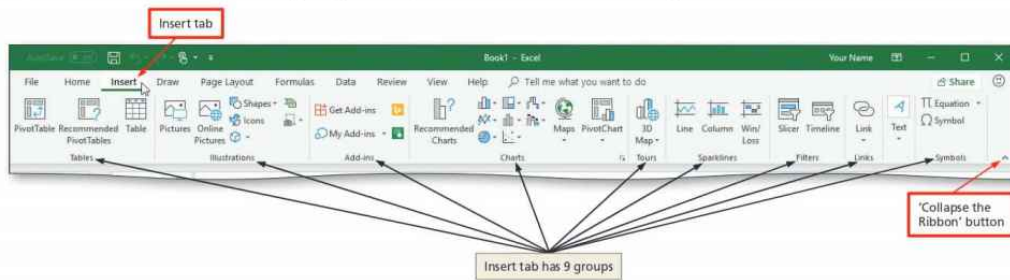 Insert tab
AutoSave Off
Book1 - Excel
Your Name
File Home Insert Draw Page Layout Formulas Data Review View Help Tell me what you want to do Share
PivotTable Recommended PivotTables Table Pictures Online Pictures Shapes Icons Get Add-ins My Add-ins Recommended Charts Maps PivotChart 3D Map Line Column Win/Loss Slicer Timeline Link Text Equation Symbol
Tables Illustrations Add-ins Charts Tours Sparklines Filters Links Symbols
'Collapse the
Ribbon' button
Insert tab has 9 groups